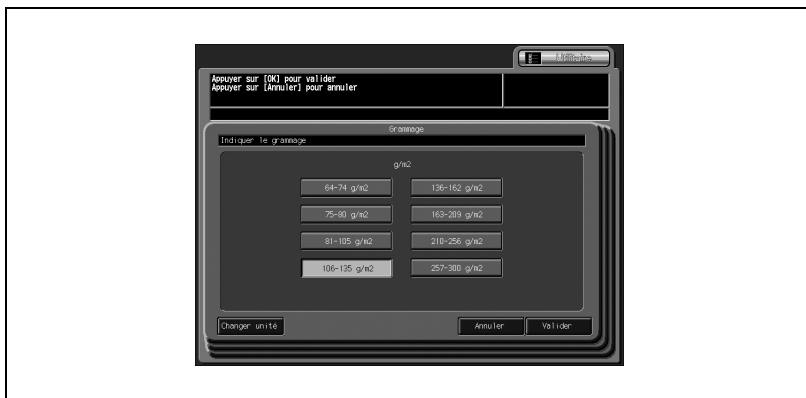 Utilitaire
Appuyer sur [OK] pour valider
Appuyer sur [Annuler] pour annuler
Grammage
Indiquer le grammage
g/m2
64-74 g/m2
136-162 g/m2
75-80 g/m2
163-209 g/m2
81-105 g/m2
210-256 g/m2
106-135 g/m2
257-300 g/m2
Changer unité
Annuler
Valider